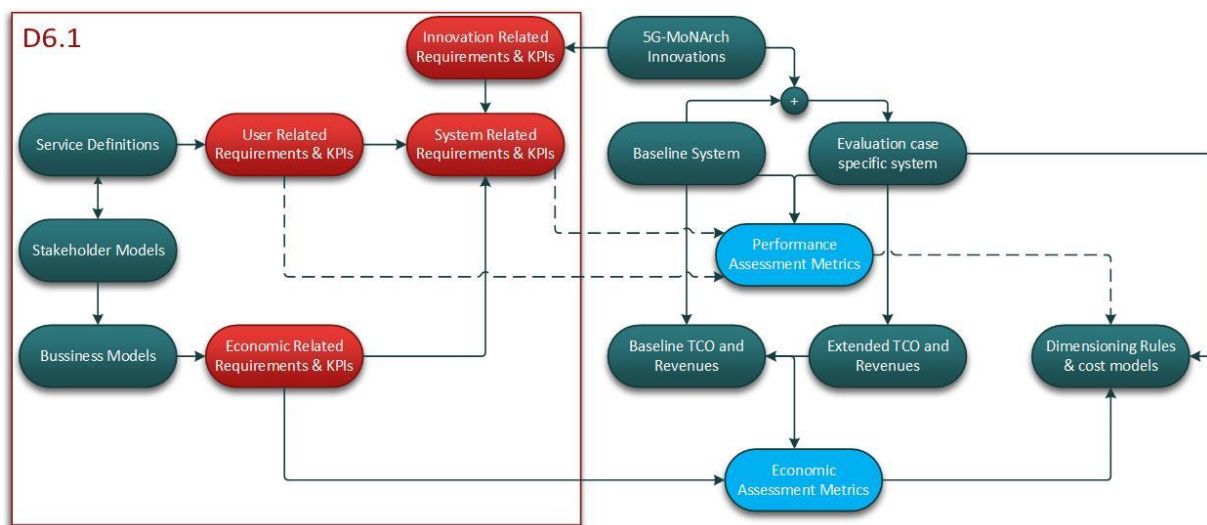 D6.1
Innovation Related
Requirements & KPIs
5G-MoNArch
Innovations
+
Service Definitions
User Related
Requirements & KPIs
System Related
Requirements & KPIs
Baseline System
Evaluation case
specific system
Stakeholder Models
Performance
Assessment Metrics
Bussiness Models
Economic Related
Requirements & KPIs
Baseline TCO and
Revenues
Extended TCO and
Revenues
Dimensioning Rules
& cost models
Economic
Assessment Metrics